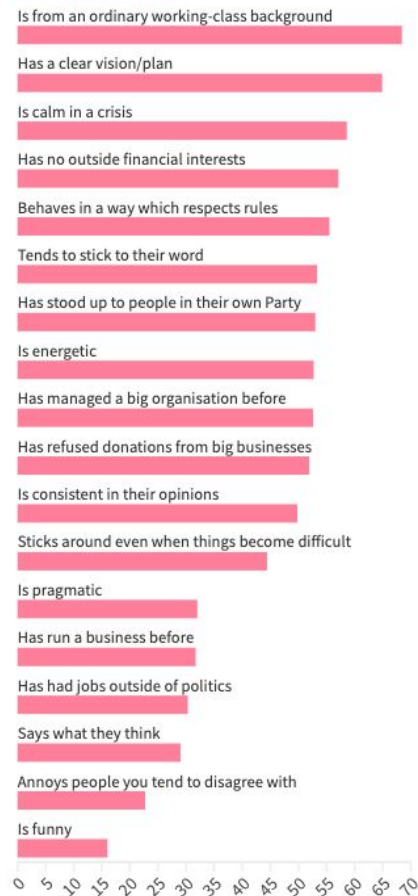 Is from an ordinary working-class background
Has a clear vision/plan
Is calm in a crisis
Has no outside financial interests
Behaves in a way which respects rules
Tends to stick to their word
Has stood up to people in their own Party
Is energetic
Has managed a big organisation before
Has refused donations from big businesses
Is consistent in their opinions
Sticks around even when things become difficult
Is pragmatic
Has run a business before
Has had jobs outside of politics
Says what they think
Annoys people you tend to disagree with
Is funny
0 5 10 15 20 25 30 35 40 45 50 55 60 65 70